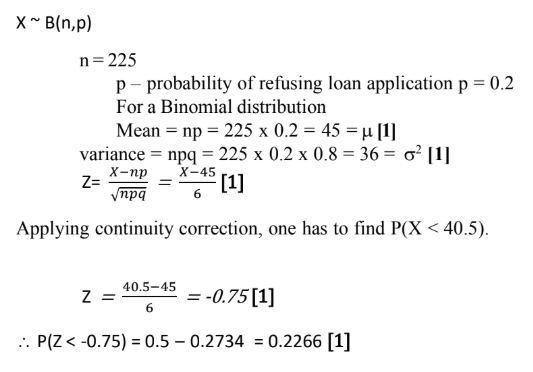 X ~ B(n,p)
n = 225
p – probability of refusing loan application p = 0.2
For a Binomial distribution
Mean = np = 225 x 0.2 = 45 = μ [1]
variance = npq = 225 x 0.2 x 0.8 = 36 = σ² [1]
Z= (X−np)/√npq = (X−45)/6 [1]
Applying continuity correction, one has to find P(X < 40.5).
Z = (40.5−45)/6 = -0.75 [1]
∴ P(Z < -0.75) = 0.5 – 0.2734 = 0.2266 [1]